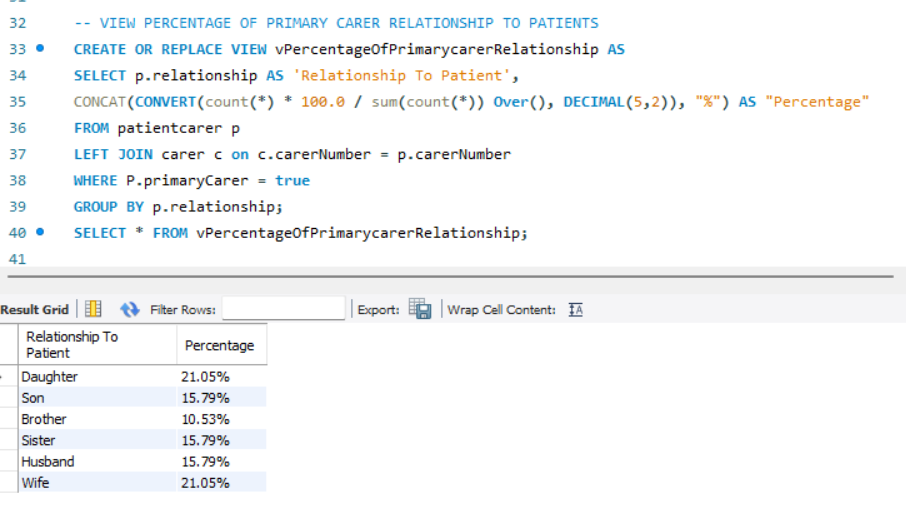 32 -- VIEW PERCENTAGE OF PRIMARY CARER RELATIONSHIP TO PATIENTS
33 CREATE OR REPLACE VIEW vPercentageOfPrimarycarerRelationship AS
34 SELECT p.relationship AS 'Relationship To Patient',
35 CONCAT(CONVERT(count(*) * 100.0 / sum(count(*)) Over(), DECIMAL(5,2)), "%") AS "Percentage"
36 FROM patientcarer p
37 LEFT JOIN carer c on c.carerNumber = p.carerNumber
38 WHERE P.primaryCarer = true
39 GROUP BY p.relationship;
40 SELECT * FROM vPercentageOfPrimarycarerRelationship;
41
Result Grid Filter Rows: Export: Wrap Cell Content:
Relationship To
Patient Percentage
Daughter 21.05%
Son 15.79%
Brother 10.53%
Sister 15.79%
Husband 15.79%
Wife 21.05%